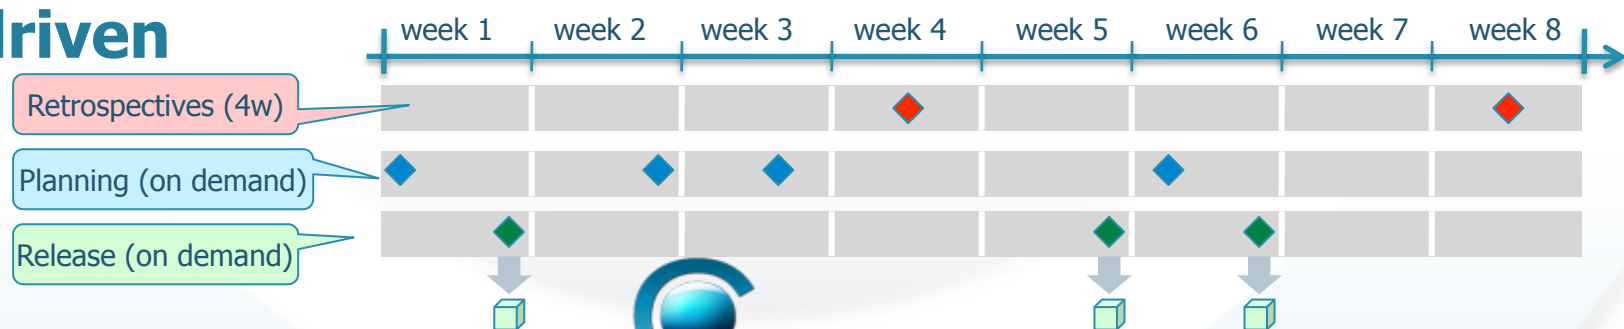 week 1 week 2 week 3 week 4 week 5 week 6 week 7 week 8
Retrospectives (4w)
Planning (on demand)
Release (on demand)